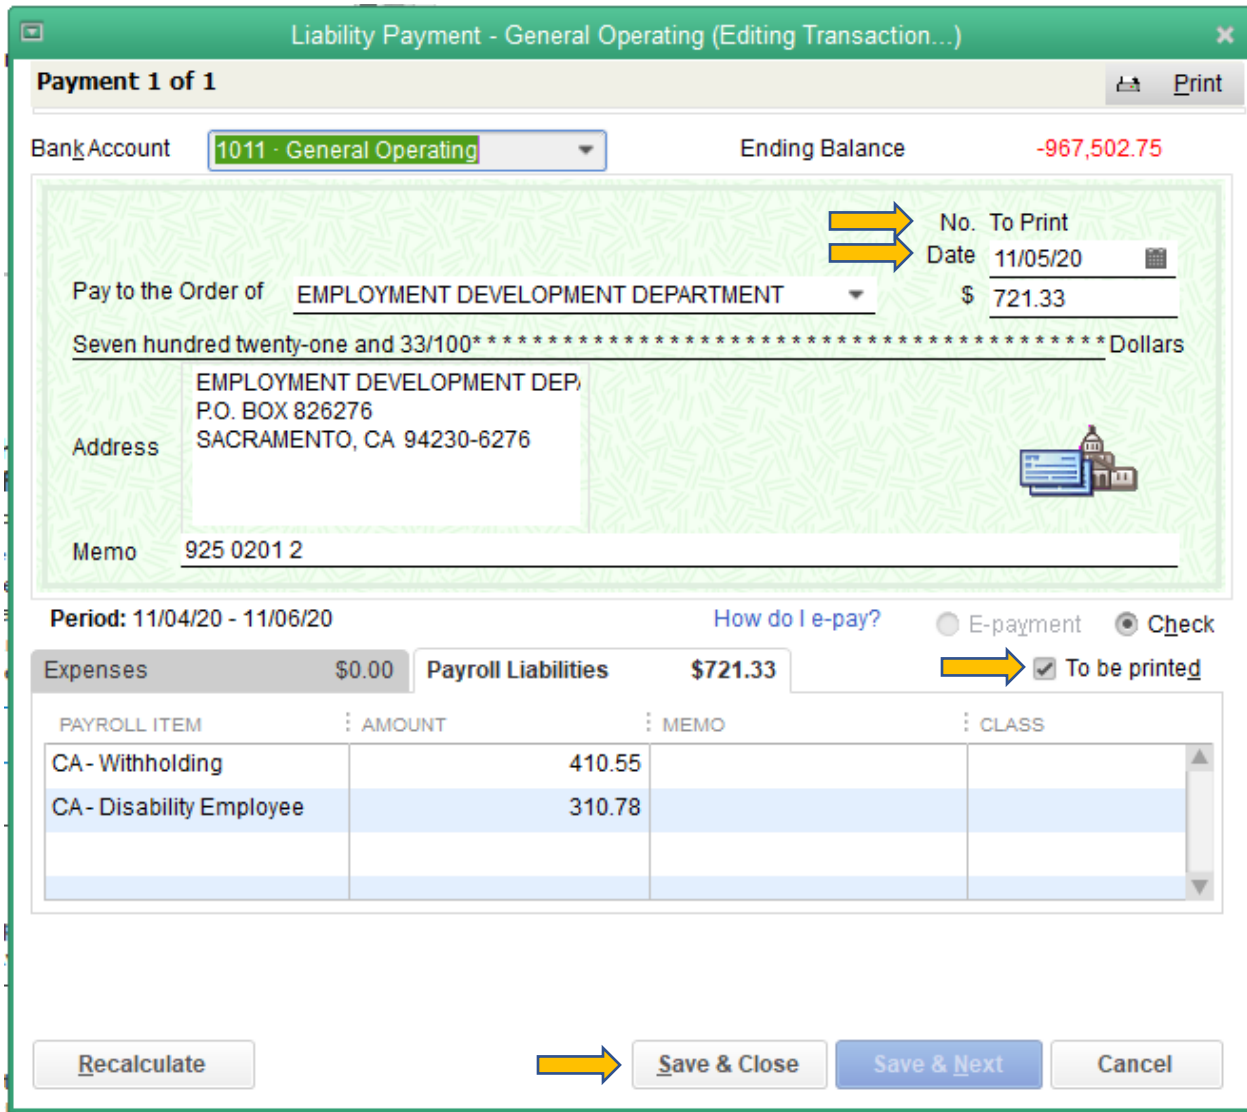 Liability Payment - General Operating (Editing Transaction...)
Payment 1 of 1
Print
Bank Account
1011 · General Operating
Ending Balance
-967,502.75
No. To Print
Date 11/05/20
Pay to the Order of EMPLOYMENT DEVELOPMENT DEPARTMENT
$ 721.33
Seven hundred twenty-one and 33/100* * * * * * * * * * * * * * * * * * * * * * * * * * * * * * * * * * * * * * * * * * Dollars
EMPLOYMENT DEVELOPMENT DEP
P.O. BOX 826276
SACRAMENTO, CA 94230-6276
Address
Memo 925 0201 2
Period: 11/04/20 - 11/06/20
How do I e-pay?
E-payment
Check
Expenses $0.00
Payroll Liabilities $721.33
To be printed
PAYROLL ITEM AMOUNT MEMO CLASS
CA - Withholding 410.55
CA - Disability Employee 310.78
Recalculate
Save & Close
Save & Next
Cancel